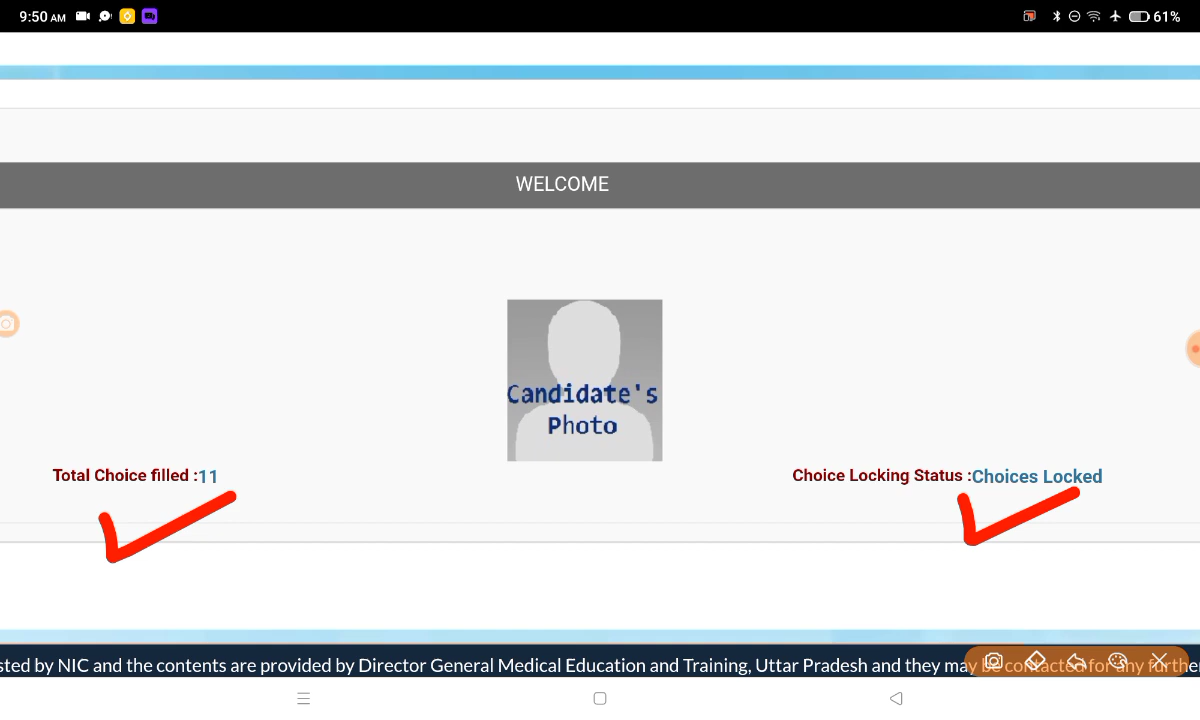 9:50 AM
61%
WELCOME
Candidate's
Photo
Total Choice filled :11
Choice Locking Status :Choices Locked
sted by NIC and the contents are provided by Director General Medical Education and Training, Uttar Pradesh and they may be contacted for any further